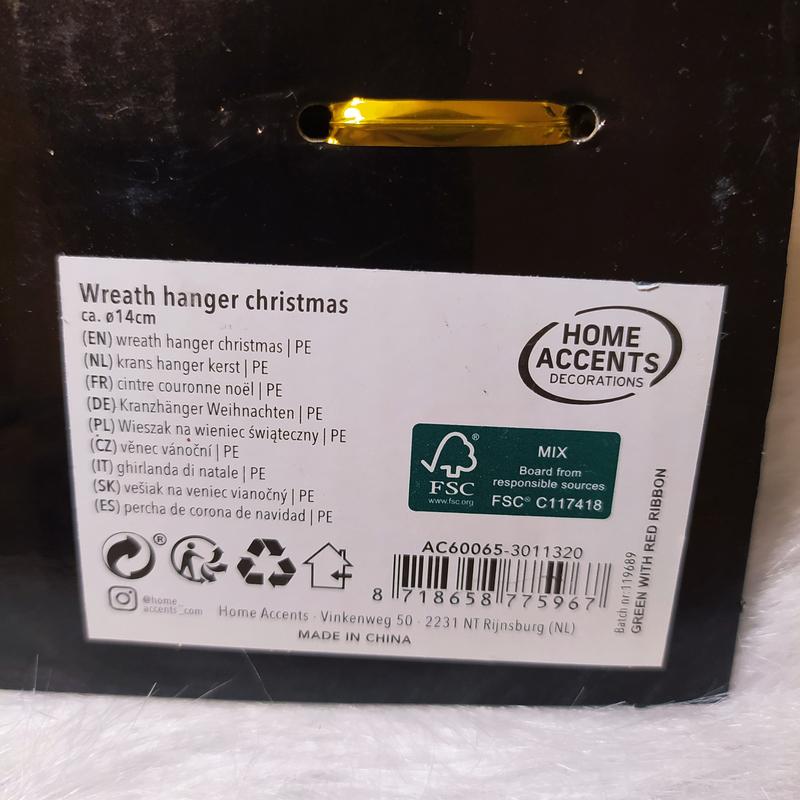 Wreath hanger christmas
ca. ø14cm
(EN) wreath hanger christmas | PE
(NL) krans hanger kerst | PE
(FR) cintre couronne noël | PE
(DE) Kranzhänger Weihnachten | PE
(PL) Wieszak na wieniec świąteczny | PE
(CZ) věnec vánoční | PE
(IT) ghirlanda di natale | PE
(SK) vešiak na veniec vianočný | PE
(ES) percha de corona de navidad | PE
HOME
ACCENTS
DECORATIONS
FSC®
www.fsc.org
MIX
Board from
responsible sources
FSC® C117418
®
AC60065-3011320
8 718658 775967
@home_
accents_com
Home Accents · Vinkenweg 50 · 2231 NT Rijnsburg (NL)
MADE IN CHINA
Batch nr:119689
GREEN WITH RED RIBBON